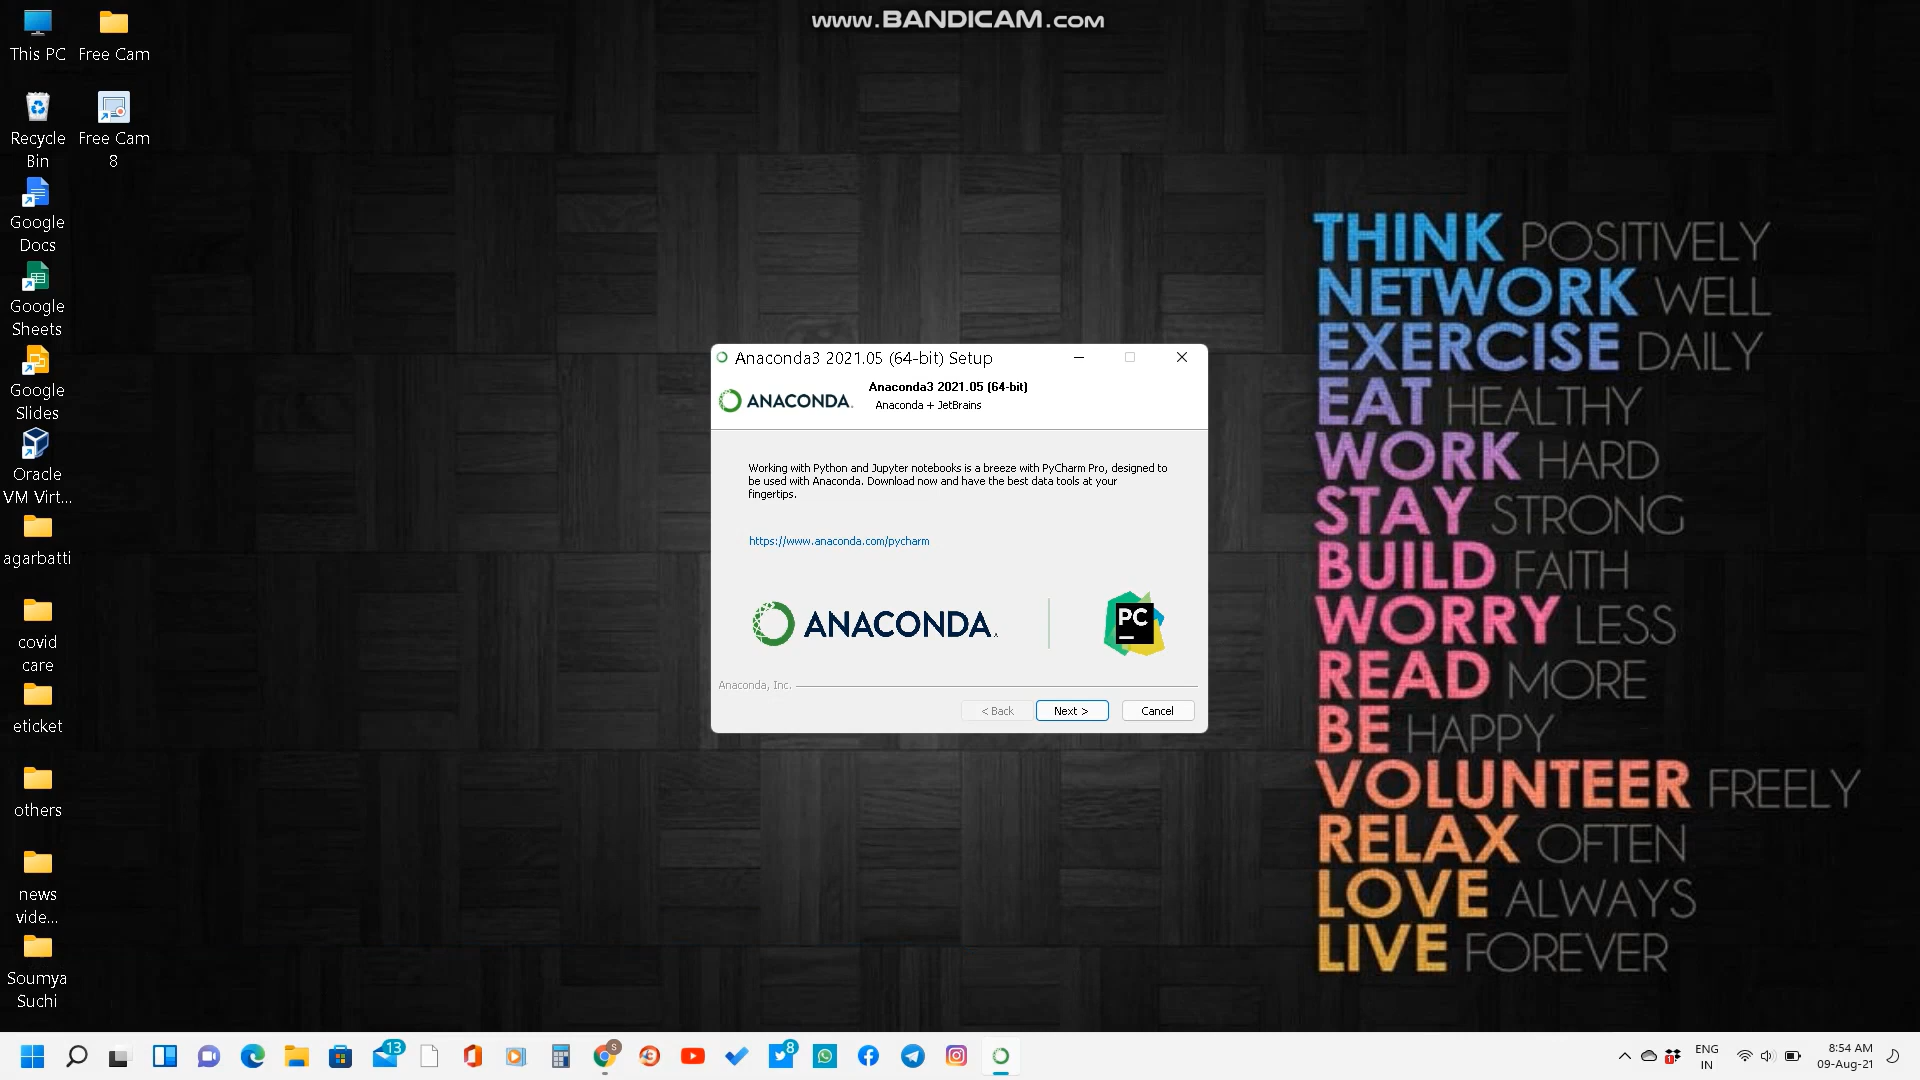 www.BANDICAM.com
This PC
Free Cam
Recycle
Bin
Free Cam
8
Google
Docs
Google
Sheets
Google
Slides
Oracle
VM Virt...
agarbatti
covid
care
eticket
others
news
vide...
Soumya
Suchi
Anaconda3 2021.05 (64-bit) Setup
ANACONDA.
Anaconda3 2021.05 (64-bit)
Anaconda + JetBrains
Working with Python and Jupyter notebooks is a breeze with PyCharm Pro, designed to
be used with Anaconda. Download now and have the best data tools at your
fingertips.
https://www.anaconda.com/pycharm
ANACONDA.
PC
Anaconda, Inc.
< Back
Next >
Cancel
THINK POSITIVELY
NETWORK WELL
EXERCISE DAILY
EAT HEALTHY
WORK HARD
STAY STRONG
BUILD FAITH
WORRY LESS
READ MORE
BE HAPPY
VOLUNTEER FREELY
RELAX OFTEN
LOVE ALWAYS
LIVE FOREVER
13
S
8
1
ENG
IN
8:54 AM
09-Aug-21